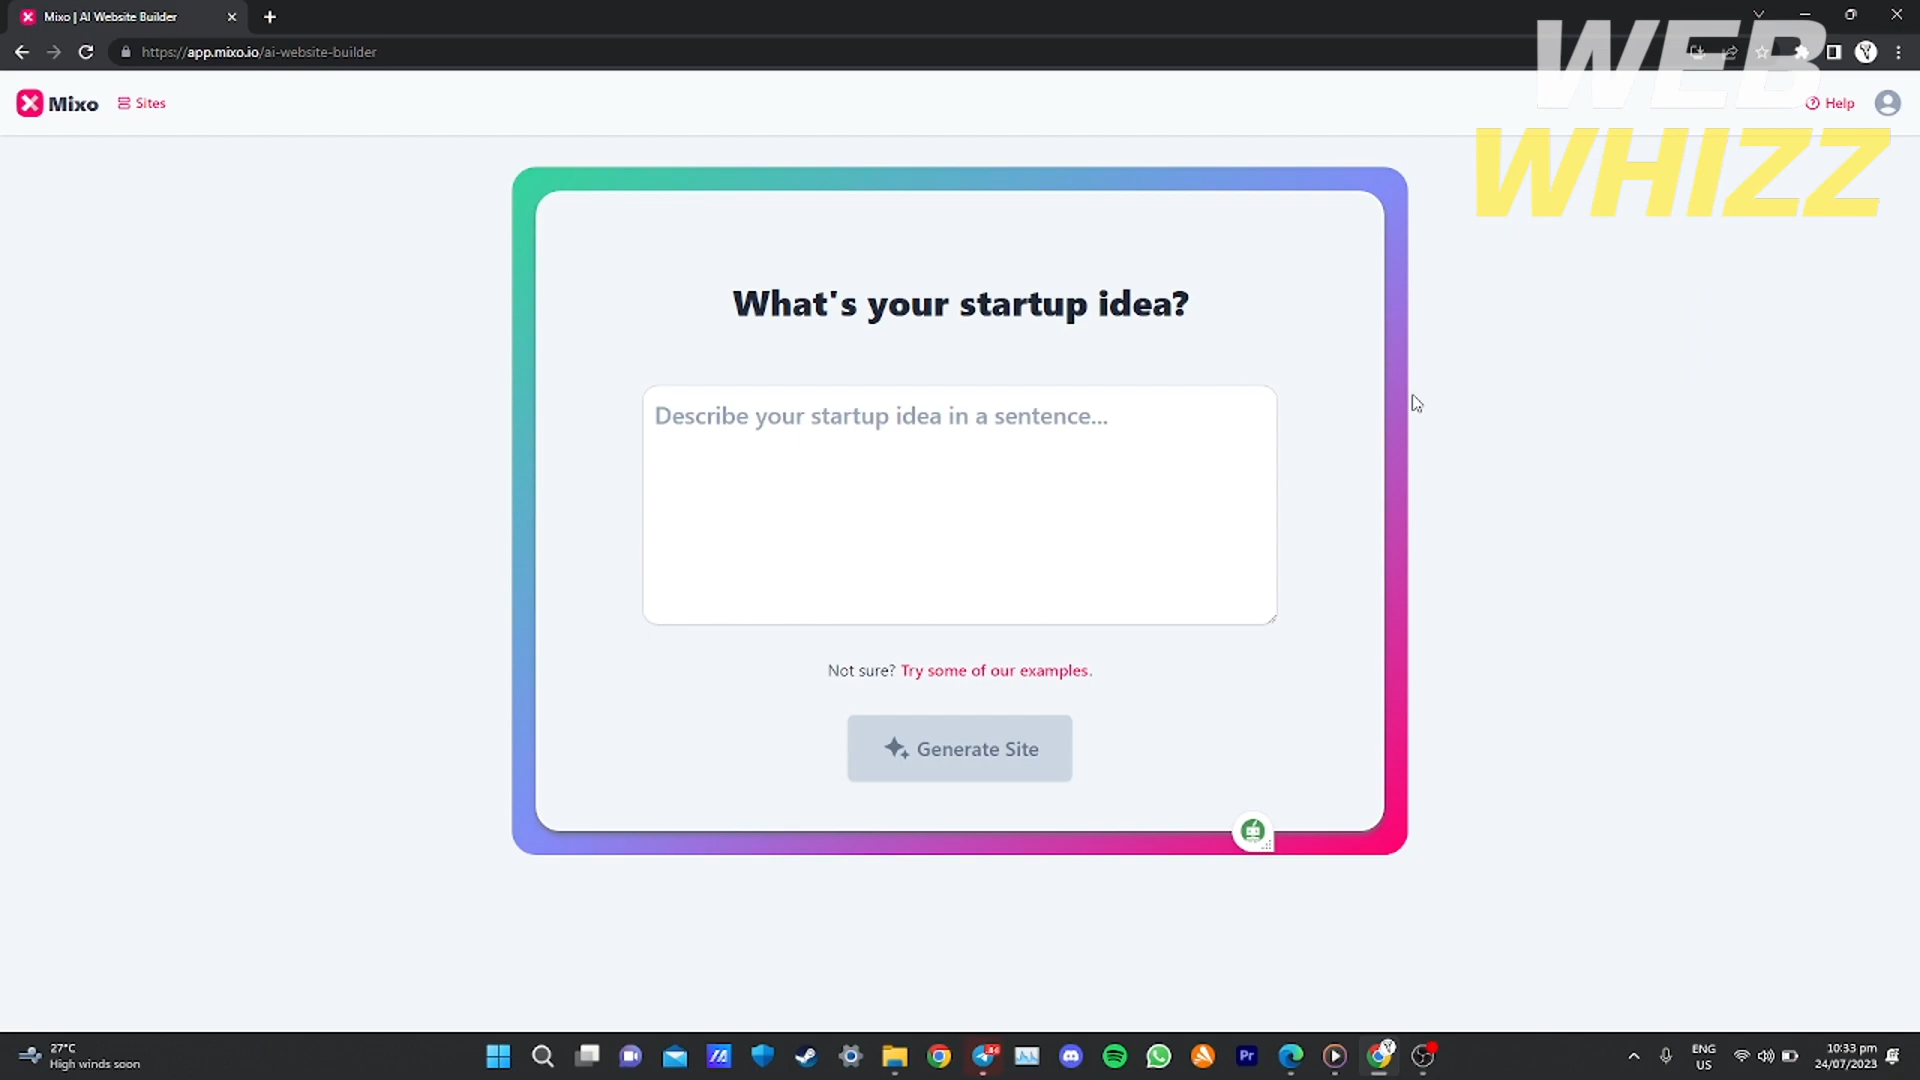 Mixo | AI Website Builder
https://app.mixo.io/ai-website-builder
WEB
WHIZZ
Mixo
Sites
Help
What's your startup idea?
Describe your startup idea in a sentence...
Not sure? Try some of our examples.
Generate Site
27°C
High winds soon
Pr
ENG
US
10:33 pm
24/07/2023